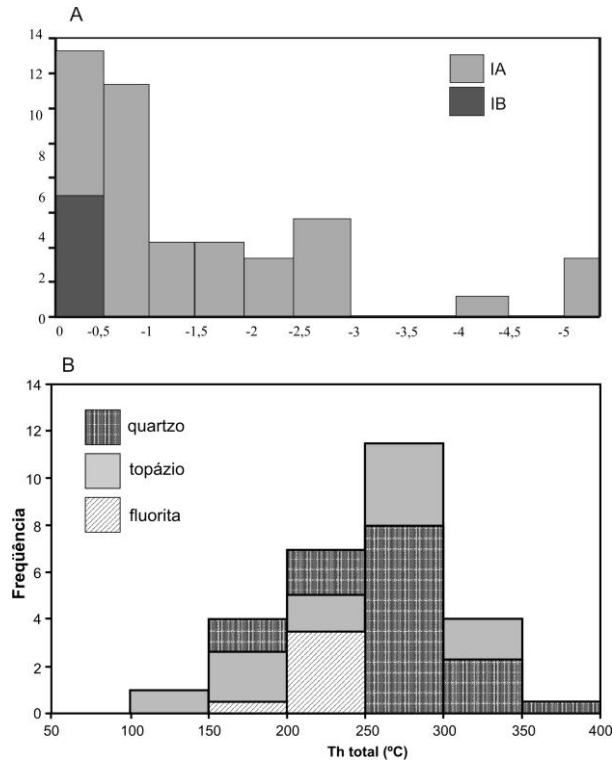 A
14
12
10
8
6
4
2
0
IA
IB
0 -0,5 -1 -1,5 -2 -2,5 -3 -3,5 -4 -4,5 -5
B
14
12
10
8
6
4
2
0
Freqüência
quartzo
topázio
fluorita
50 100 150 200 250 300 350 400
Th total (ºC)